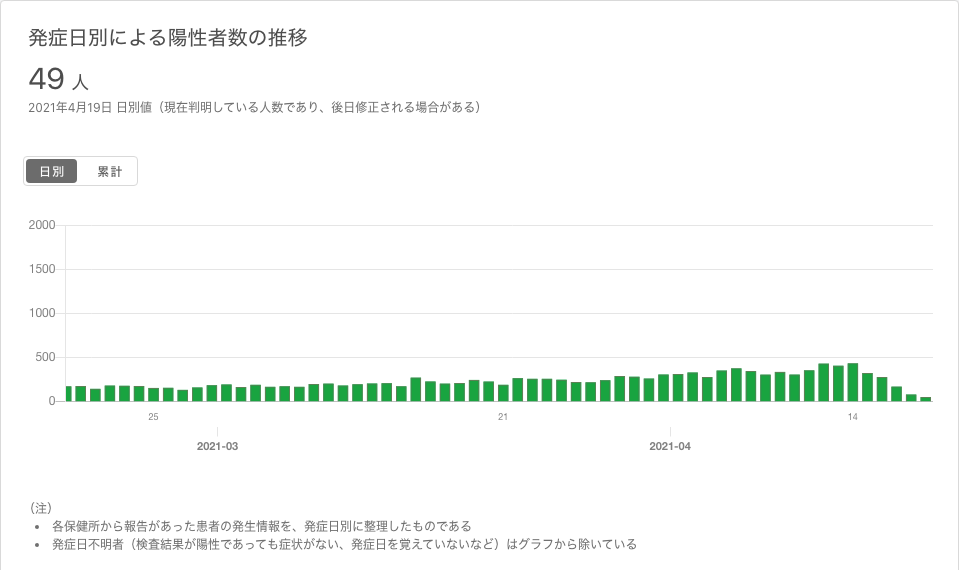 発症日別による陽性者数の推移
49 人
2021年4月19日 日別値（現在判明している人数であり、後日修正される場合がある）
日別 累計
2000
1500
1000
500
0
25 21 14
2021-03 2021-04
（注）
• 各保健所から報告があった患者の発生情報を、発症日別に整理したものである
• 発症日不明者（検査結果が陽性であっても症状がない、発症日を覚えていないなど）はグラフから除いている